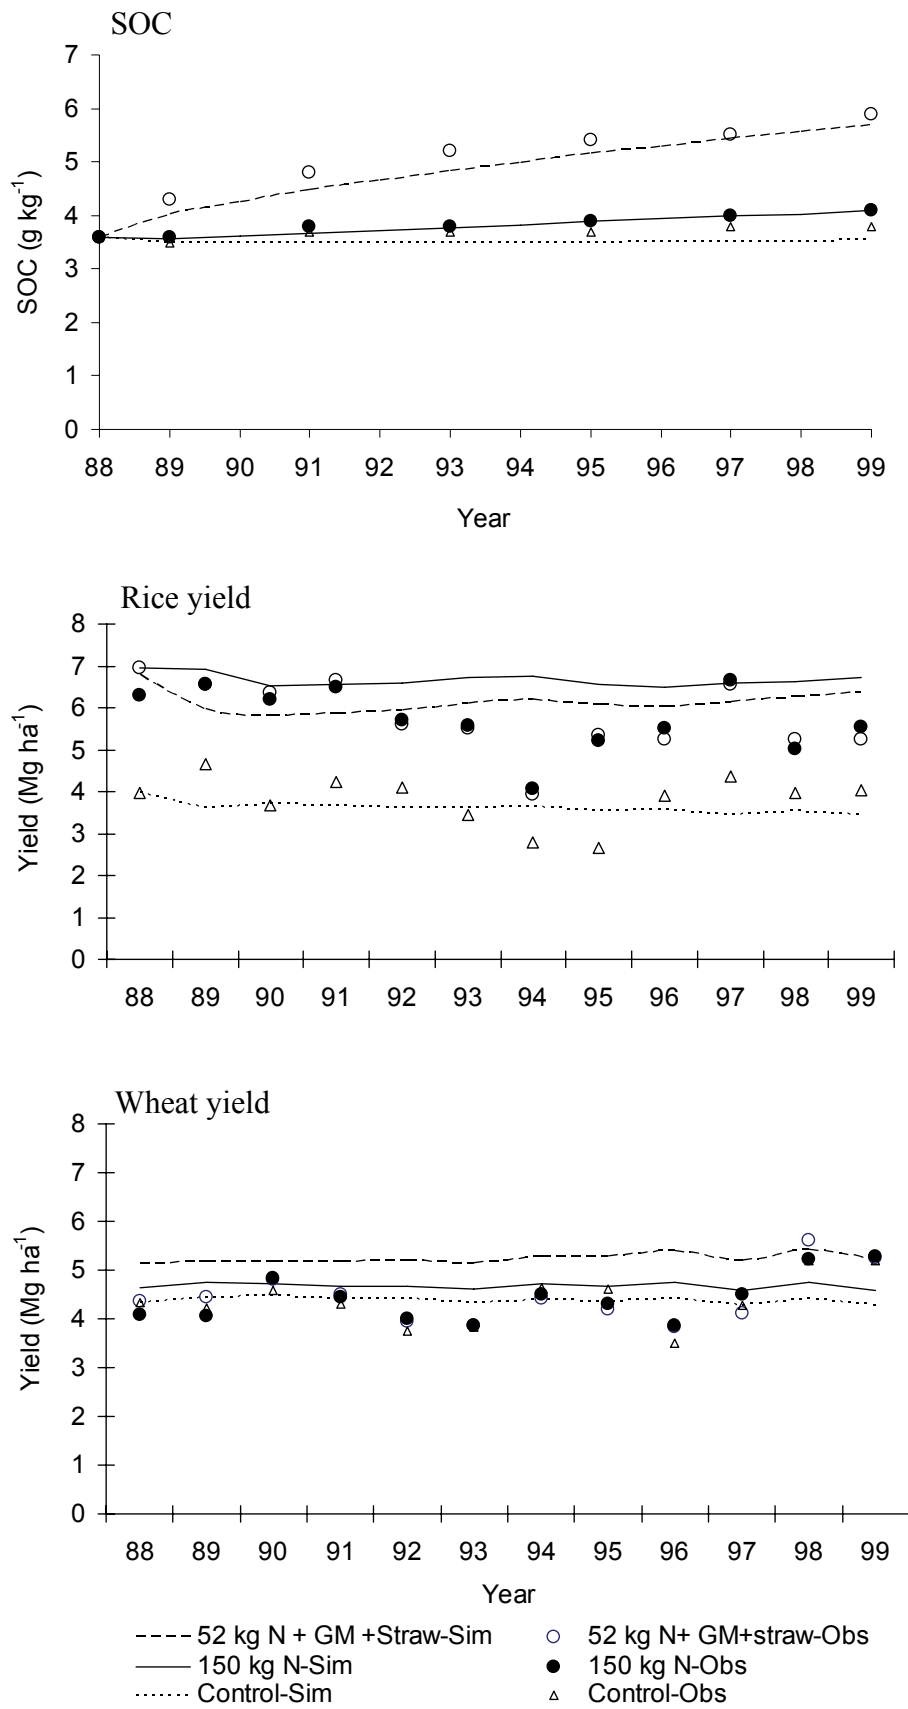 SOC
7
6
5
4
3
2
1
0
SOC (g kg-1)
88 89 90 91 92 93 94 95 96 97 98 99
Year
Rice yield
8
7
6
5
4
3
2
1
0
Yield (Mg ha-1)
88 89 90 91 92 93 94 95 96 97 98 99
Wheat yield
8
7
6
5
4
3
2
1
0
Yield (Mg ha-1)
88 89 90 91 92 93 94 95 96 97 98 99
Year
52 kg N + GM +Straw-Sim 52 kg N+ GM+straw-Obs
150 kg N-Sim 150 kg N-Obs
Control-Sim Control-Obs